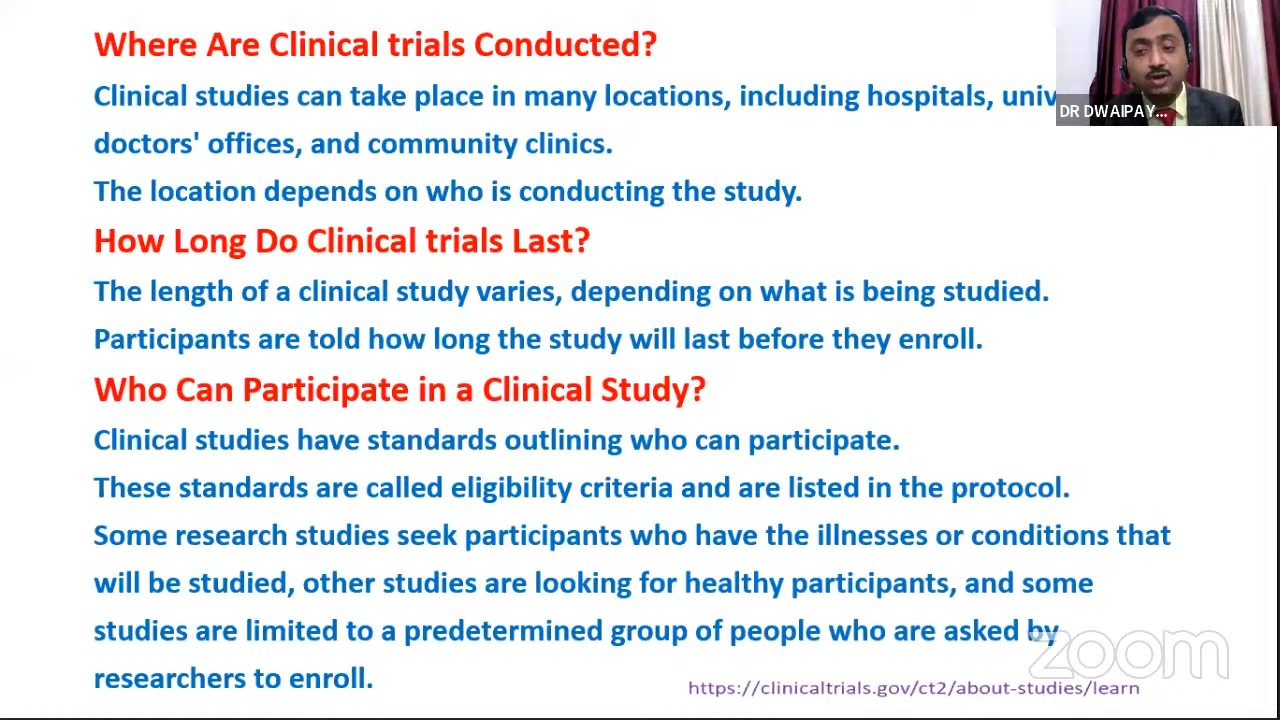 Where Are Clinical trials Conducted?
Clinical studies can take place in many locations, including hospitals,
doctors' offices, and community clinics.
The location depends on who is conducting the study.
How Long Do Clinical trials Last?
The length of a clinical study varies, depending on what is being studied.
Participants are told how long the study will last before they enroll.
Who Can Participate in a Clinical Study?
Clinical studies have standards outlining who can participate.
These standards are called eligibility criteria and are listed in the protocol.
Some research studies seek participants who have the illnesses or conditions that
will be studied, other studies are looking for healthy participants, and some
studies are limited to a predetermined group of people who are asked by
researchers to enroll.
https://clinicaltrials.gov/ct2/about-studies/learn
DR DWAIPAY...
zoom